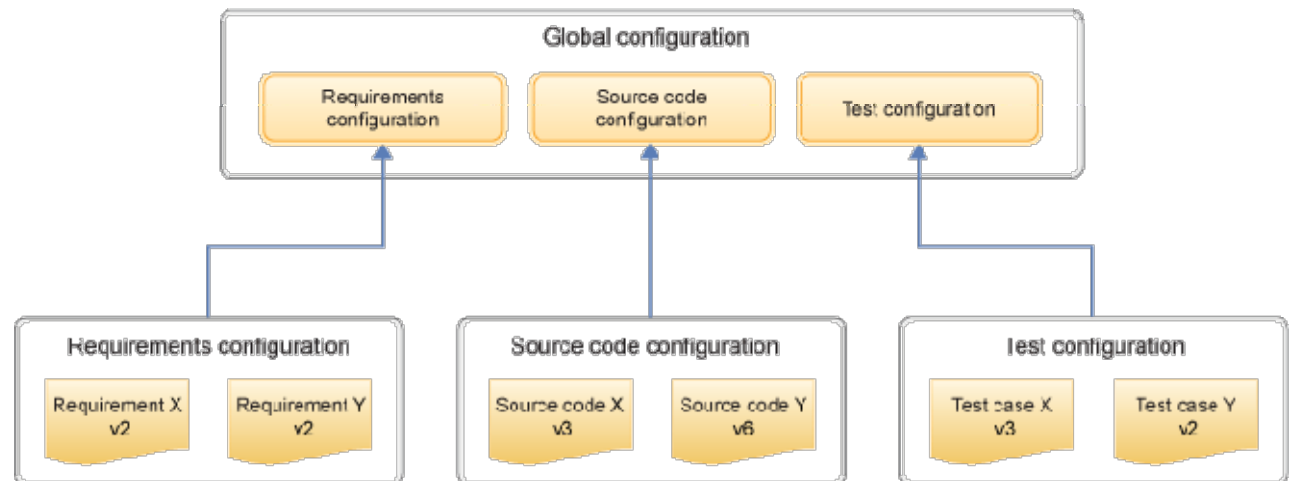 Global configuration
Requirements
configuration
Source code
configuration
Test configuration
Requirements configuration
Requirement X
v2
Requirement Y
v2
Source code configuration
Source code X
v3
Source code Y
v6
Test configuration
Test case X
v3
Test case Y
v2